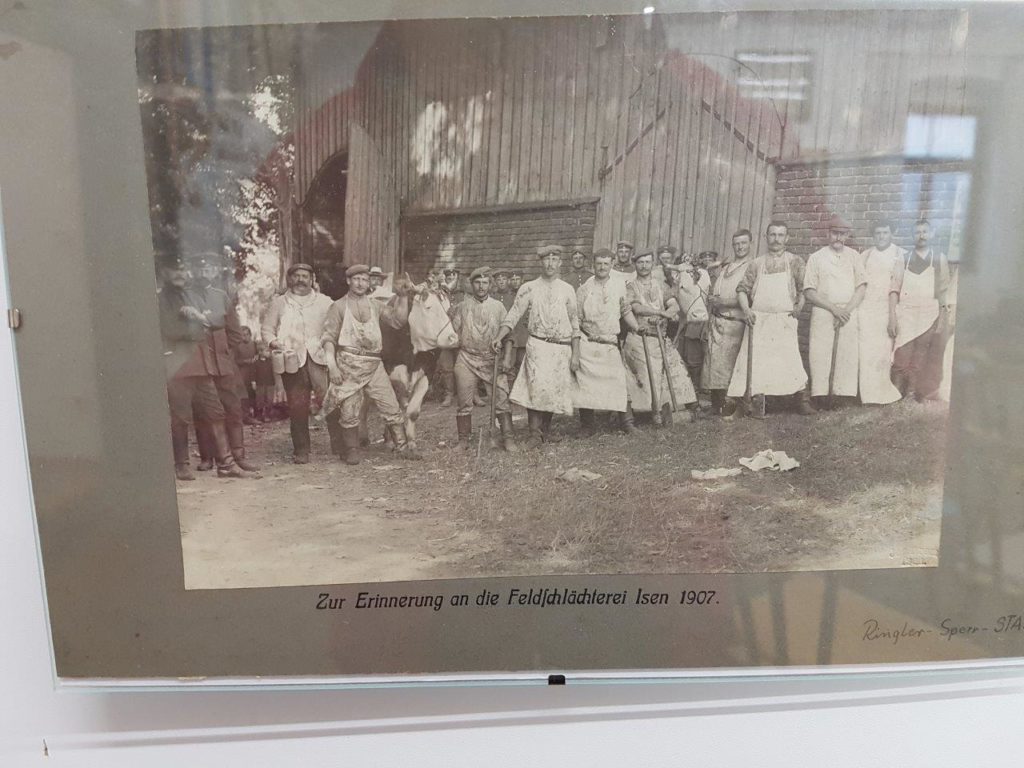 Zur Erinnerung an die Feldſchlächterei Isen 1907.
Ringler - Sperr - STA